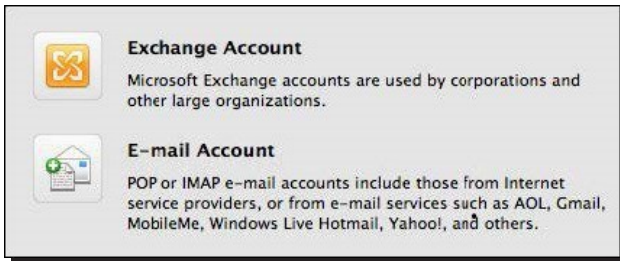 Exchange Account
Microsoft Exchange accounts are used by corporations and
other large organizations.
E-mail Account
POP or IMAP e-mail accounts include those from Internet
service providers, or from e-mail services such as AOL, Gmail,
MobileMe, Windows Live Hotmail, Yahoo!, and others.